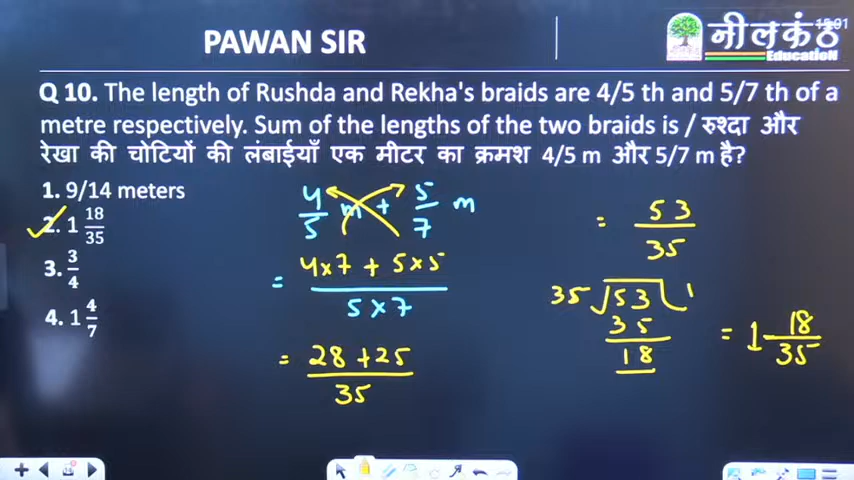 PAWAN SIR
नीलकंठ
EducatioN
Q 10. The length of Rushda and Rekha's braids are 4/5 th and 5/7 th of a
metre respectively. Sum of the lengths of the two braids is / रुश्दा और
रेखा की चोटियों की लंबाईयाँ एक मीटर का क्रमश 4/5 m और 5/7 m है?
1. 9/14 meters
2. 1 18/35
3. 3/4
4. 1 4/7
4/5 m + 5/7 m
= 4×7 + 5×5 / 5×7
= 28+25 / 35
= 53/35
35 √53 1
35
18
= 1 18/35